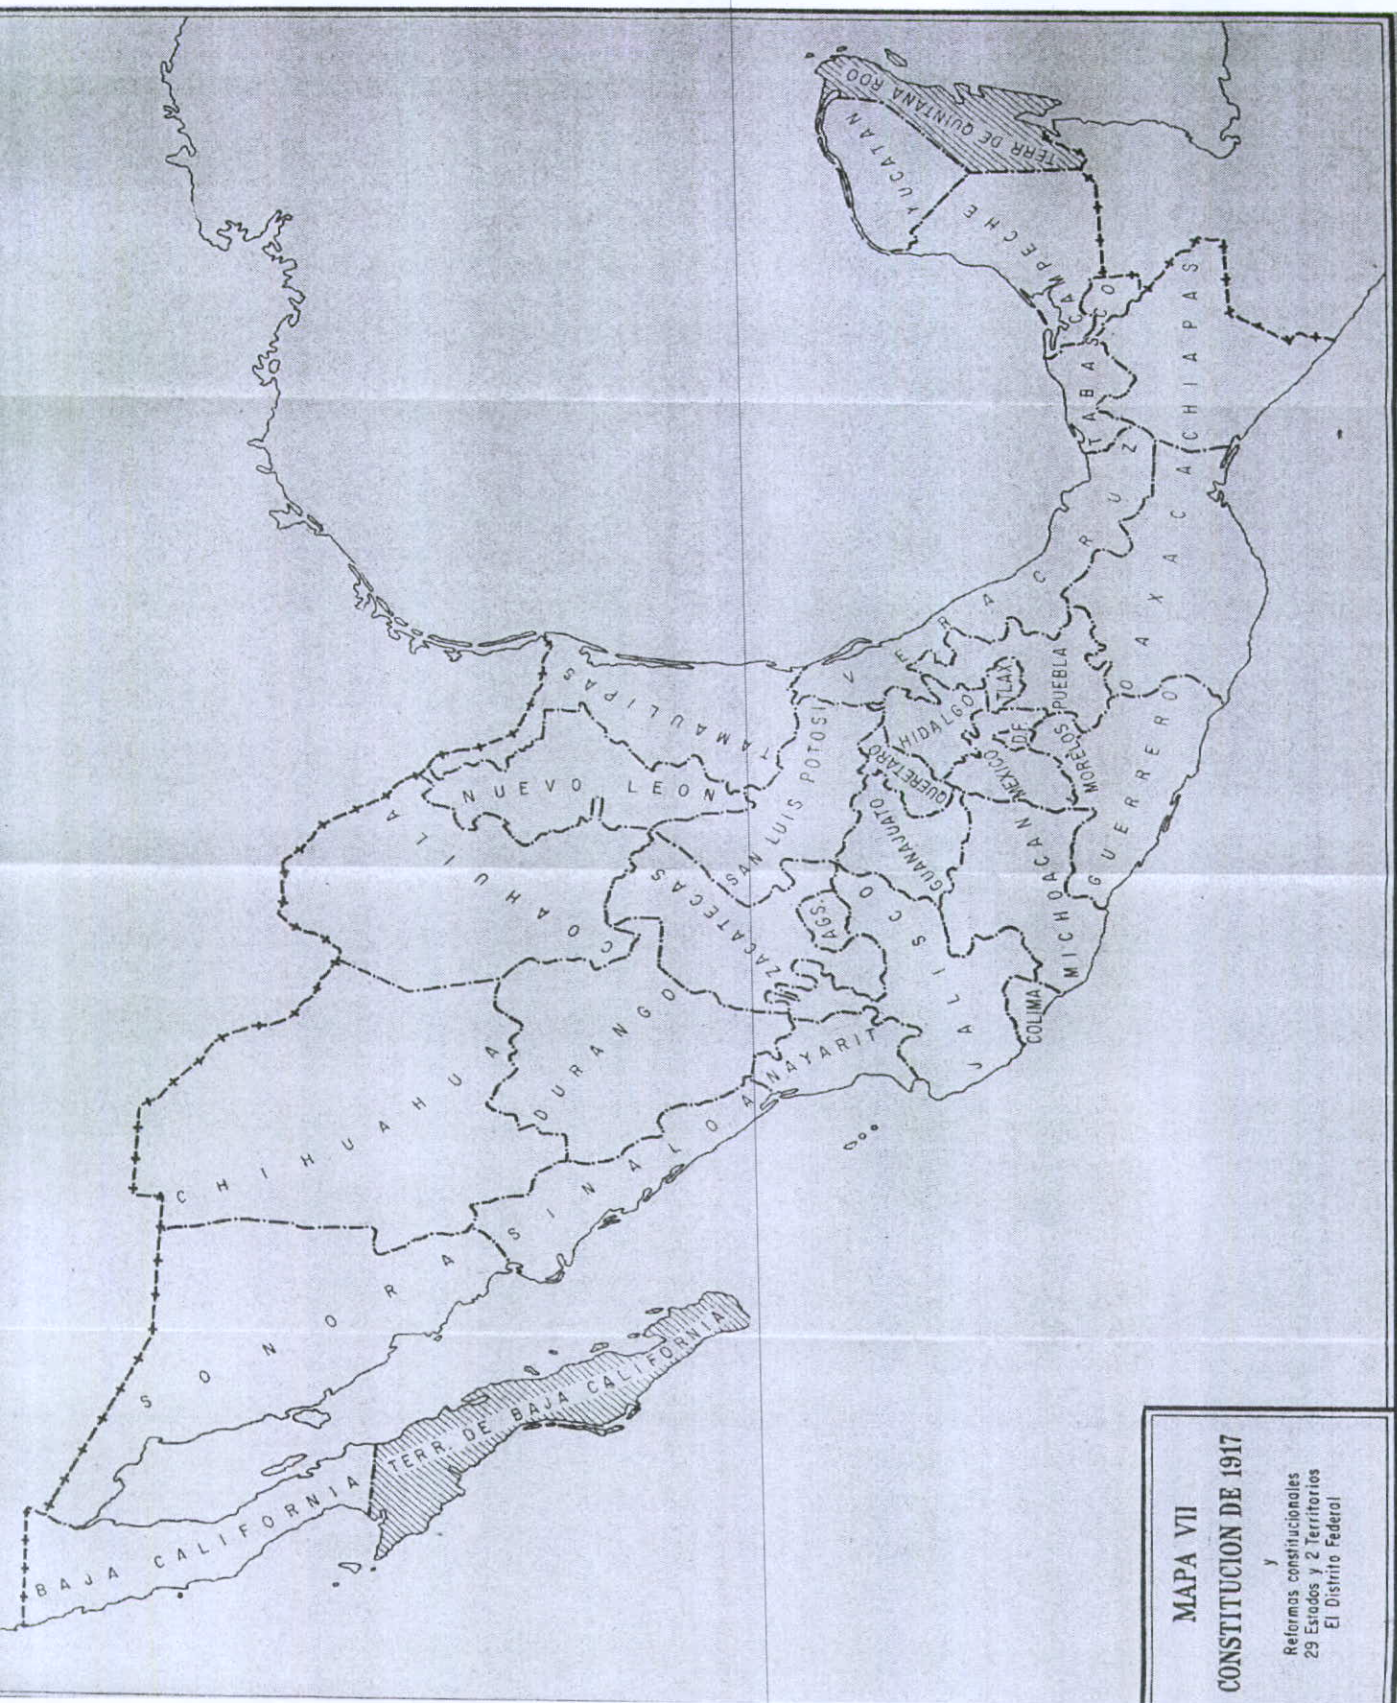 BAJA CALIFORNIA
TERR. DE BAJA CALIFORNIA
SONORA
CHIHUAHUA
SINALOA
DURANGO
COAHUILA
NUEVO LEON
TAMAULIPAS
ZACATECAS
SAN LUIS POTOSI
NAYARIT
AGS.
JALISCO
COLIMA
GUANAJUATO
QUERETARO
HIDALGO
MICHOACAN
MEXICO
D.F.
TLAX
MORELOS
PUEBLA
VERACRUZ
GUERRERO
OAXACA
TABASCO
CHIAPAS
CAMPECHE
YUCATAN
TERR DE QUINTANA ROO
MAPA VII
CONSTITUCION DE 1917
y
Reformas constitucionales
29 Estados y 2 Territorios
El Distrito Federal